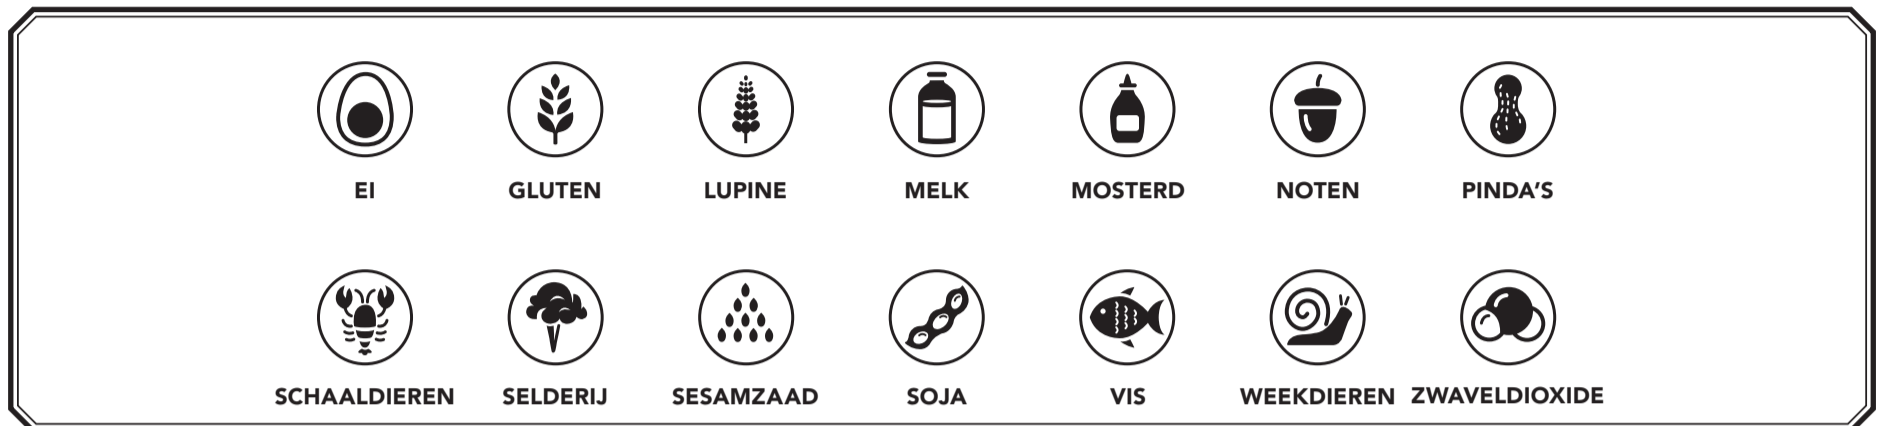 EI GLUTEN LUPINE MELK MOSTERD NOTEN PINDA'S
SCHAALDIEREN SELDERIJ SESAMZAAD SOJA VIS WEEKDIEREN ZWAVELDIOXIDE